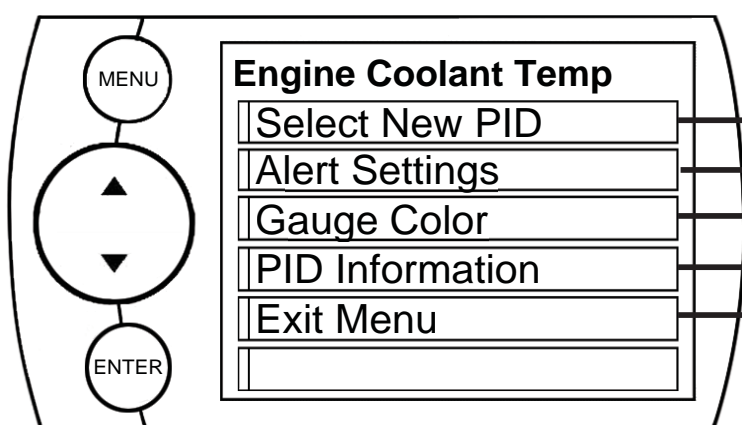 MENU
Engine Coolant Temp
Select New PID
Alert Settings
Gauge Color
PID Information
Exit Menu
ENTER